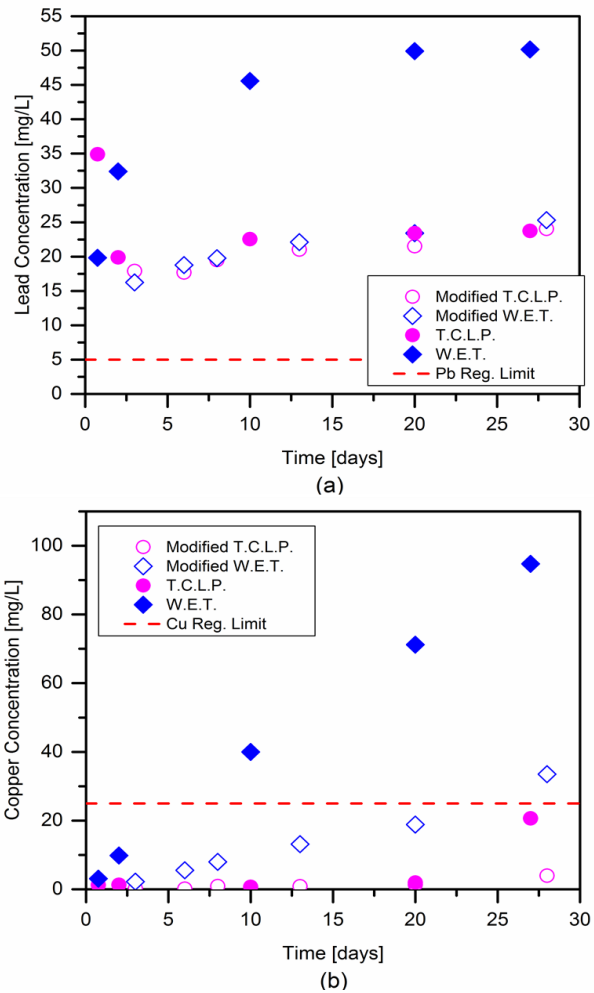 55
50
45
40
35
30
25
20
15
10
5
0
Lead Concentration [mg/L]
Modified T.C.L.P.
Modified W.E.T.
T.C.L.P.
W.E.T.
Pb Reg. Limit
0 5 10 15 20 25 30
Time [days]
(a)
100
80
60
40
20
0
Copper Concentration [mg/L]
Modified T.C.L.P.
Modified W.E.T.
T.C.L.P.
W.E.T.
Cu Reg. Limit
0 5 10 15 20 25 30
Time [days]
(b)